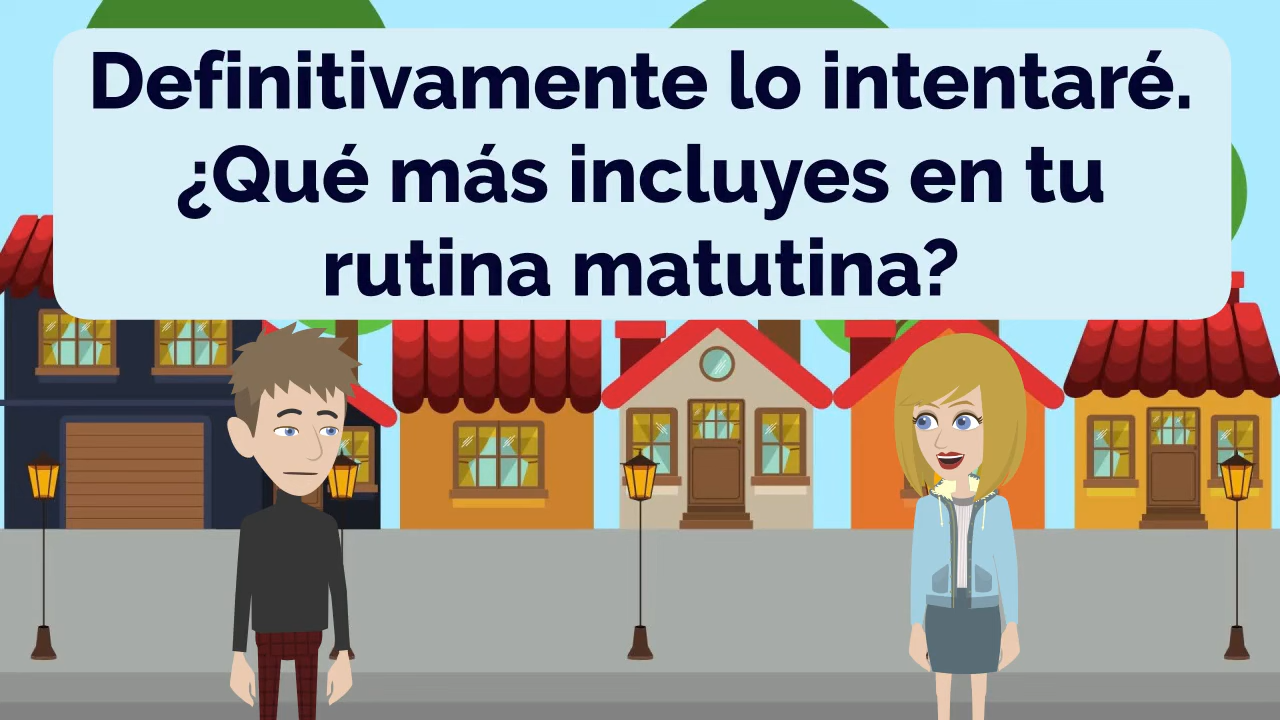 Definitivamente lo intentaré.
¿Qué más incluyes en tu
rutina matutina?